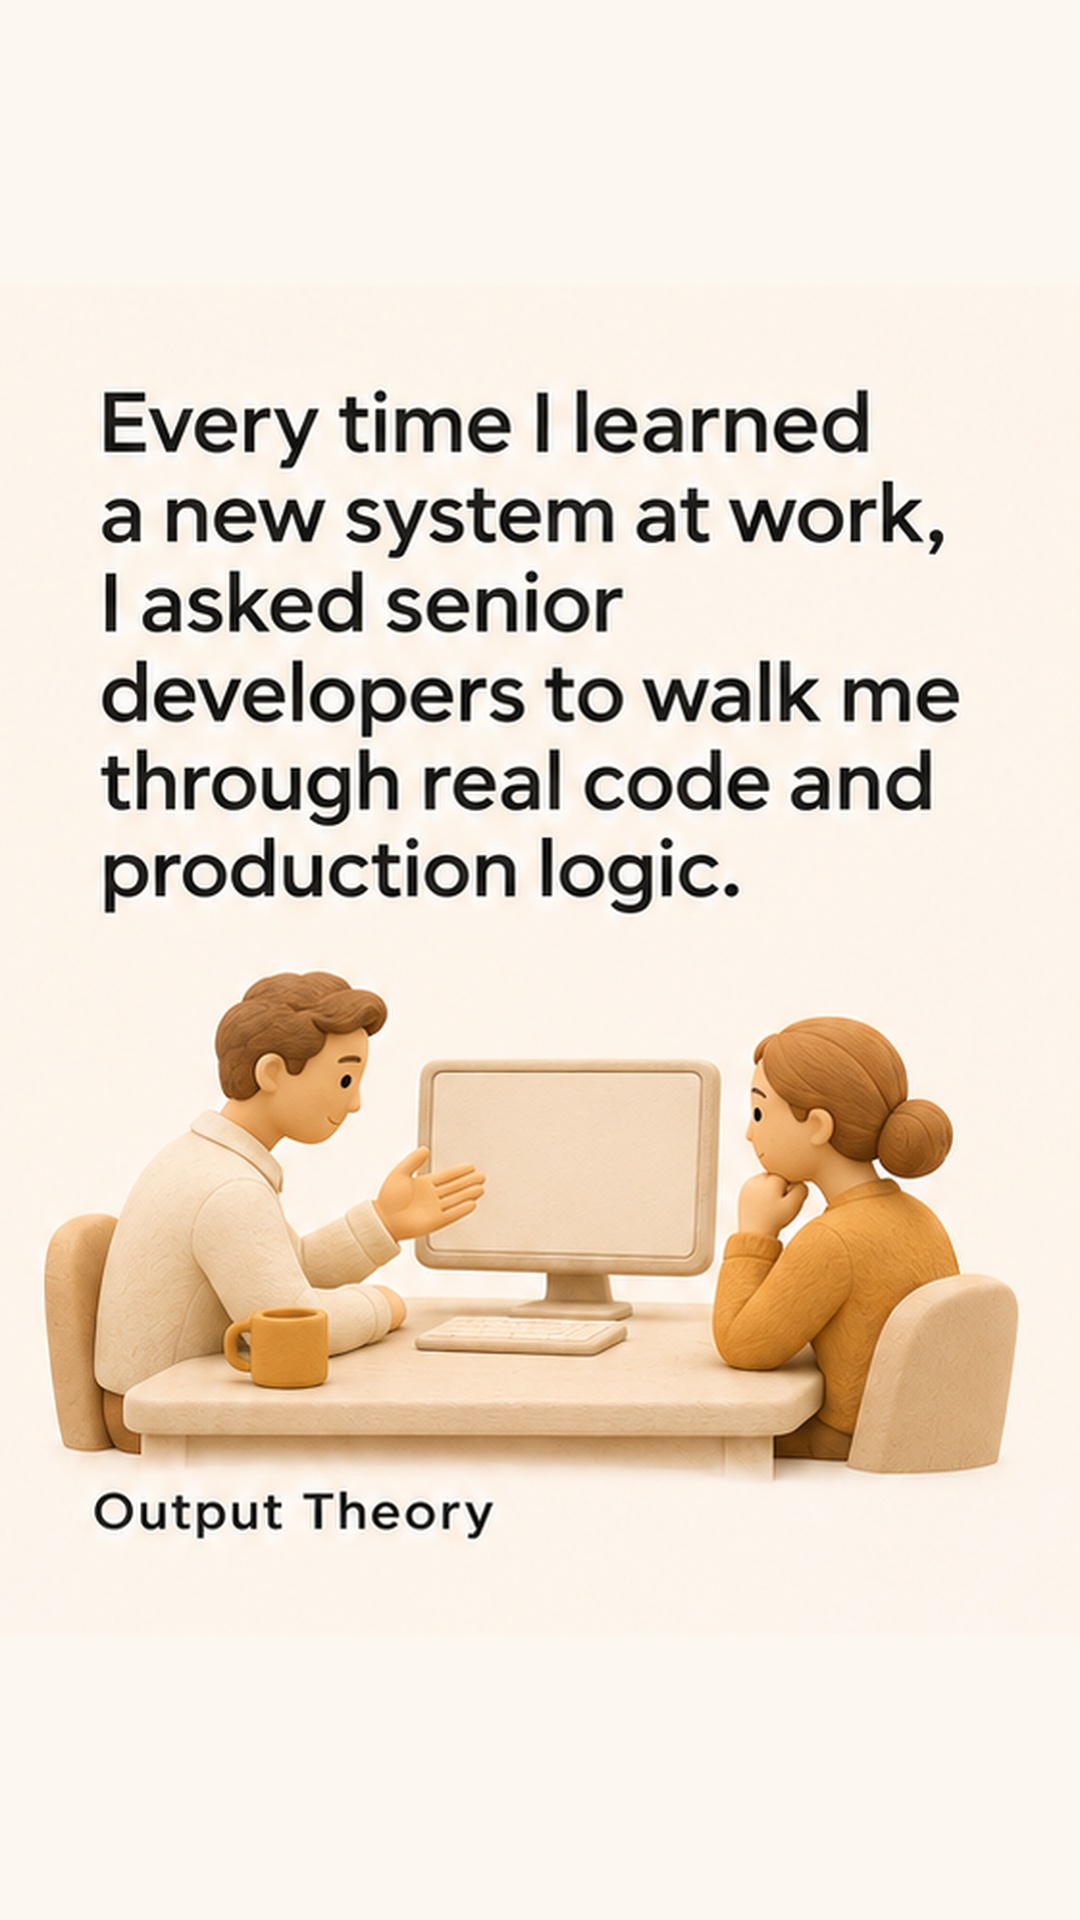 Every time I learned
a new system at work,
I asked senior
developers to walk me
through real code and
production logic.
Output Theory